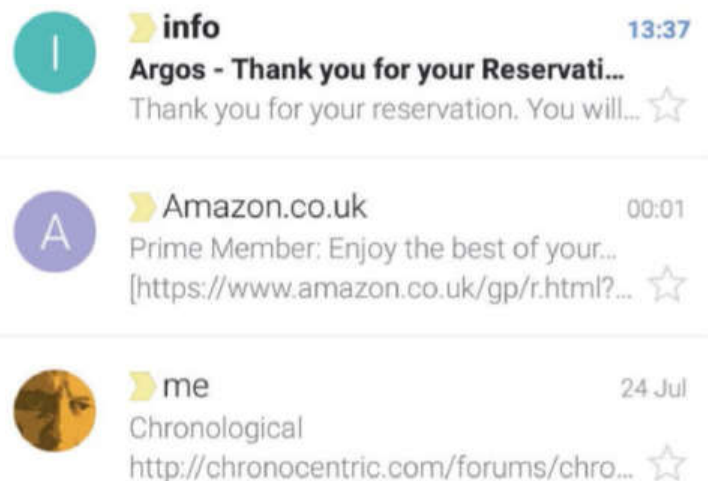 I
info
13:37
Argos - Thank you for your Reservati...
Thank you for your reservation. You will...
A
Amazon.co.uk
00:01
Prime Member: Enjoy the best of your...
[https://www.amazon.co.uk/gp/r.html?...
me
24 Jul
Chronological
http://chronocentric.com/forums/chro...